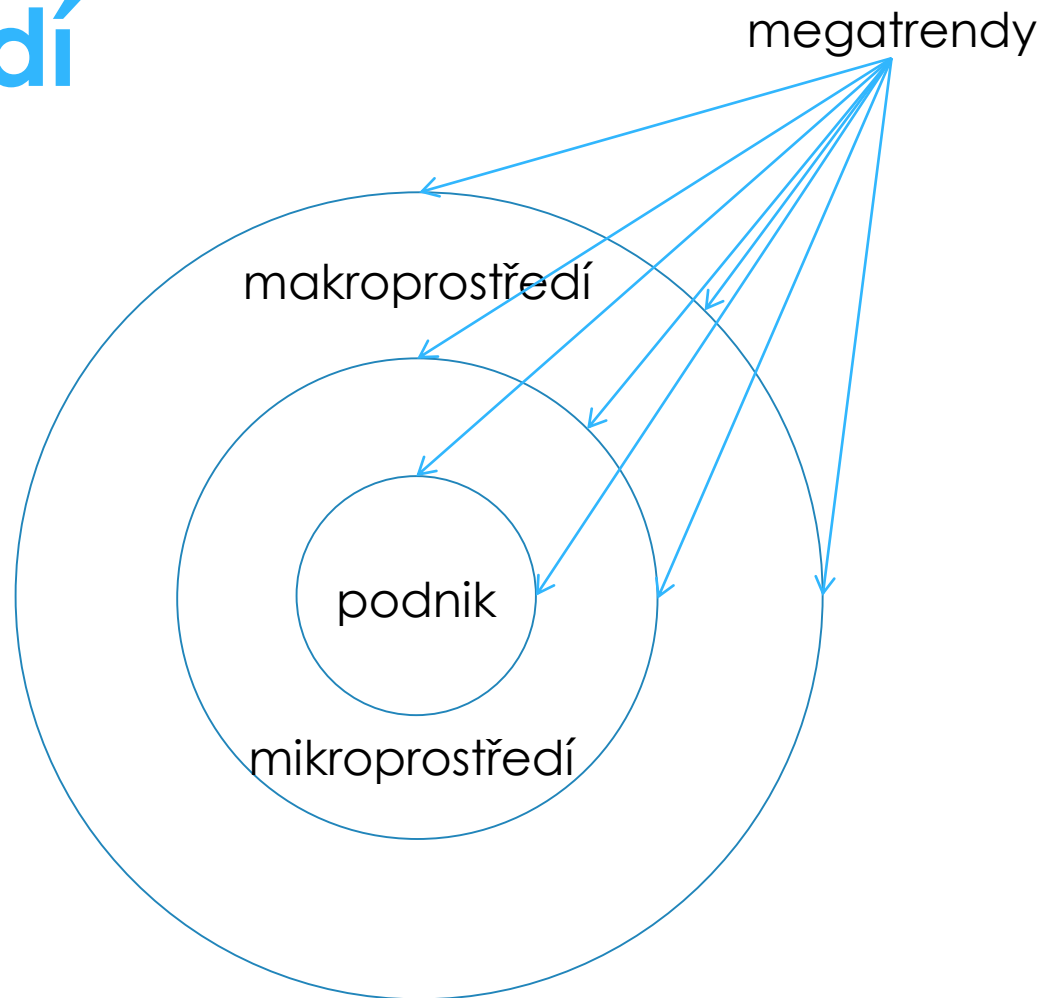 dí
megatrendy
makroprostředí
podnik
mikroprostředí